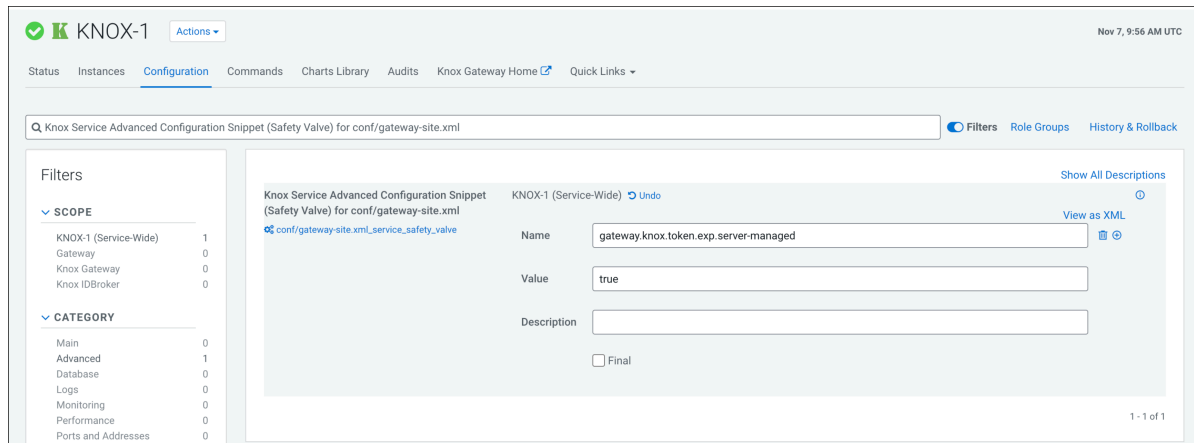 K KNOX-1 Actions
Nov 7, 9:56 AM UTC
Status Instances Configuration Commands Charts Library Audits Knox Gateway Home Quick Links
Knox Service Advanced Configuration Snippet (Safety Valve) for conf/gateway-site.xml
Filters Role Groups History & Rollback
Filters
SCOPE
KNOX-1 (Service-Wide) 1
Gateway 0
Knox Gateway 0
Knox IDBroker 0
CATEGORY
Main 0
Advanced 1
Database 0
Logs 0
Monitoring 0
Performance 0
Ports and Addresses 0
Show All Descriptions
Knox Service Advanced Configuration Snippet
(Safety Valve) for conf/gateway-site.xml
conf/gateway-site.xml_service_safety_valve
KNOX-1 (Service-Wide) Undo
View as XML
Name gateway.knox.token.exp.server-managed
Value true
Description
Final
1 - 1 of 1